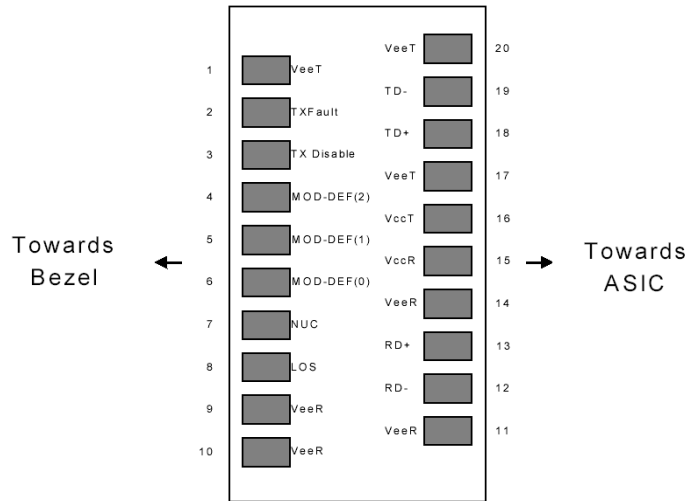 VeeT 20
1 VeeT
TD- 19
2 TXFault
TD+ 18
3 TX Disable
VeeT 17
4 MOD-DEF(2)
VccT 16
5 MOD-DEF(1)
Towards
Bezel
VccR 15
Towards
ASIC
6 MOD-DEF(0)
VeeR 14
7 NUC
RD+ 13
8 LOS
RD- 12
9 VeeR
VeeR 11
10 VeeR